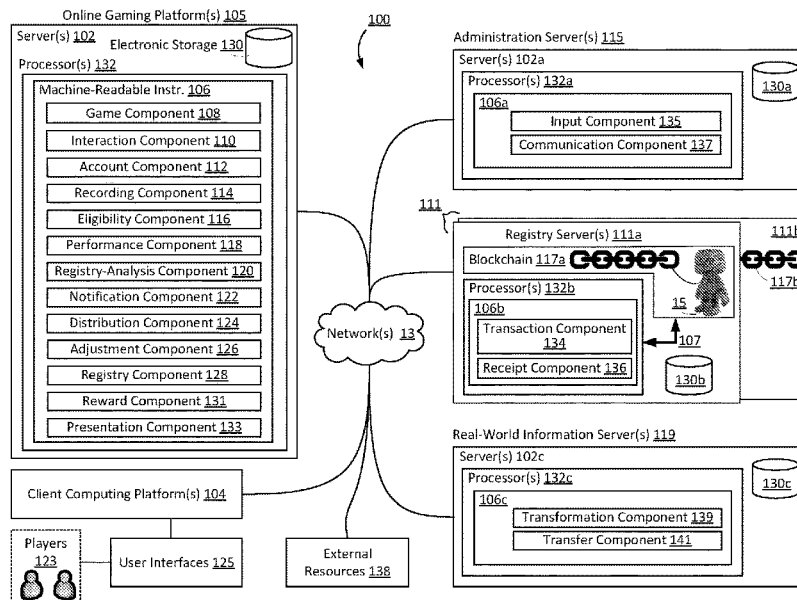 Online Gaming Platform(s) 105
Server(s) 102
Electronic Storage 130
Processor(s) 132
Machine-Readable Instr. 106
Game Component 108
Interaction Component 110
Account Component 112
Recording Component 114
Eligibility Component 116
Performance Component 118
Registry-Analysis Component 120
Notification Component 122
Distribution Component 124
Adjustment Component 126
Registry Component 128
Reward Component 131
Presentation Component 133
Client Computing Platform(s) 104
Players
123
User Interfaces 125
External
Resources 138
100
Network(s) 13
Administration Server(s) 115
Server(s) 102a
Processor(s) 132a
130a
106a
Input Component 135
Communication Component 137
111
Registry Server(s) 111a
111b
Blockchain 117a
117b
Processor(s) 132b
106b
15
Transaction Component
134
107
Receipt Component 136
130b
Real-World Information Server(s) 119
Server(s) 102c
Processor(s) 132c
130c
106c
Transformation Component 139
Transfer Component 141